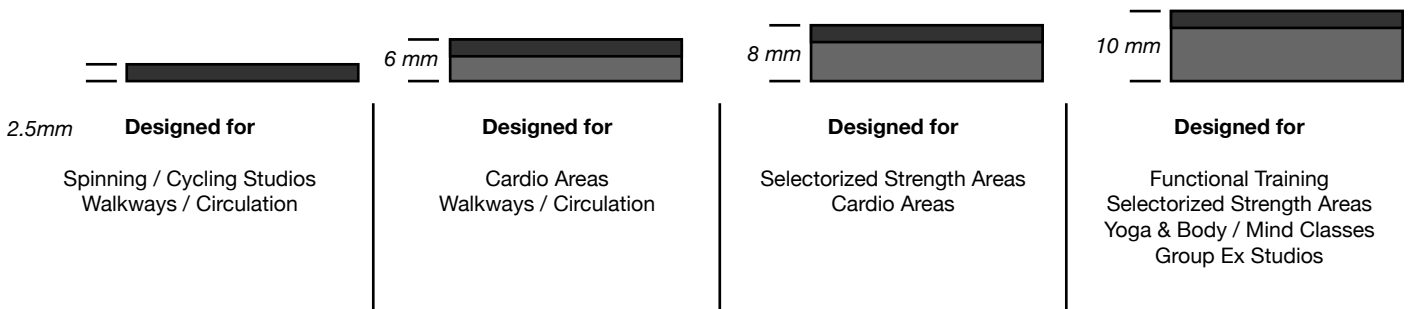 2.5mm
Designed for
Spinning / Cycling Studios
Walkways / Circulation
6 mm
Designed for
Cardio Areas
Walkways / Circulation
8 mm
Designed for
Selectorized Strength Areas
Cardio Areas
10 mm
Designed for
Functional Training
Selectorized Strength Areas
Yoga & Body / Mind Classes
Group Ex Studios